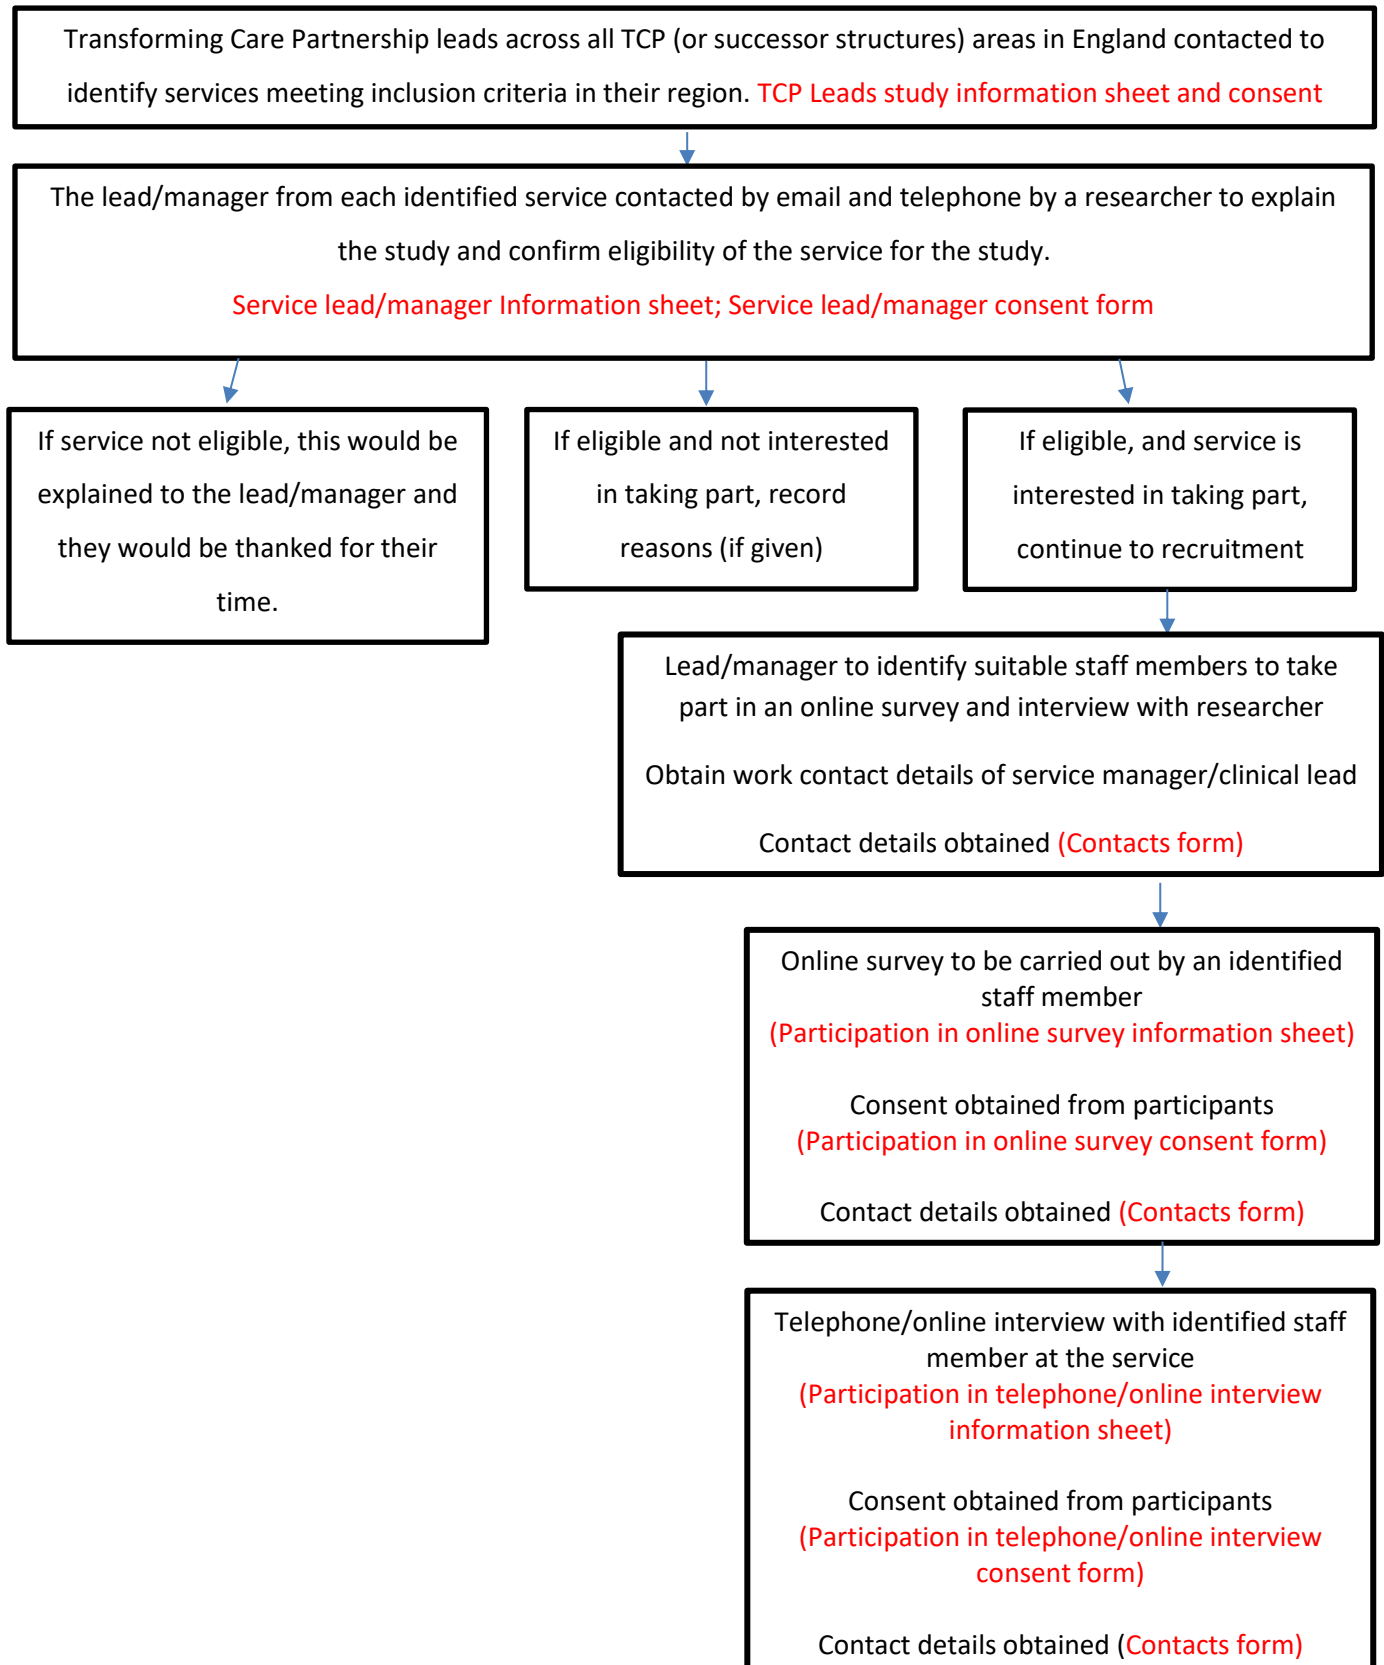 Transforming Care Partnership leads across all TCP (or successor structures) areas in England contacted to
identify services meeting inclusion criteria in their region. TCP Leads study information sheet and consent
The lead/manager from each identified service contacted by email and telephone by a researcher to explain
the study and confirm eligibility of the service for the study.
Service lead/manager Information sheet; Service lead/manager consent form
If service not eligible, this would be
explained to the lead/manager and
they would be thanked for their
time.
If eligible and not interested
in taking part, record
reasons (if given)
If eligible, and service is
interested in taking part,
continue to recruitment
Lead/manager to identify suitable staff members to take
part in an online survey and interview with researcher
Obtain work contact details of service manager/clinical lead
Contact details obtained (Contacts form)
Online survey to be carried out by an identified
staff member
(Participation in online survey information sheet)
Consent obtained from participants
(Participation in online survey consent form)
Contact details obtained (Contacts form)
Telephone/online interview with identified staff
member at the service
(Participation in telephone/online interview
information sheet)
Consent obtained from participants
(Participation in telephone/online interview
consent form)
Contact details obtained (Contacts form)